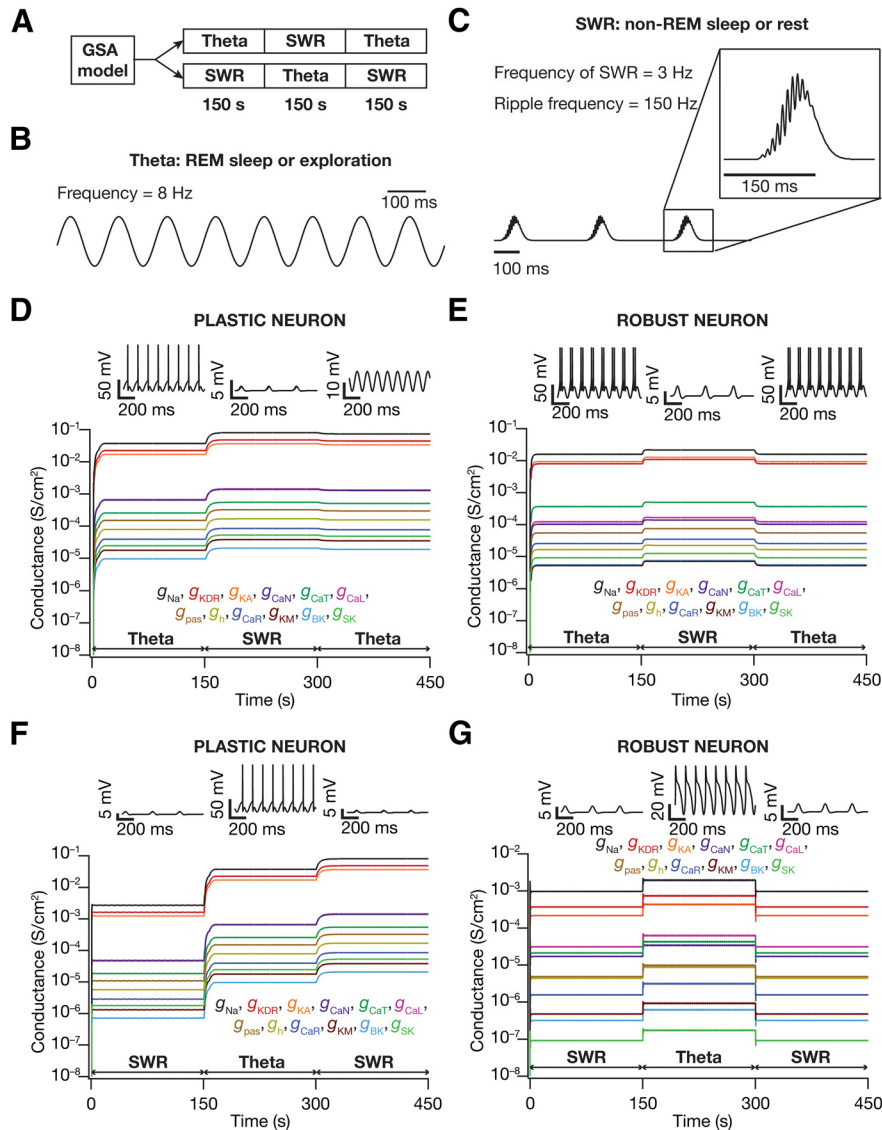 A
GSA
model
Theta SWR Theta
SWR Theta SWR
150 s 150 s 150 s
B
Theta: REM sleep or exploration
Frequency = 8 Hz
100 ms
C
SWR: non-REM sleep or rest
Frequency of SWR = 3 Hz
Ripple frequency = 150 Hz
150 ms
100 ms
D
PLASTIC NEURON
50 mV
200 ms
5 mV
200 ms
10 mV
200 ms
Conductance (S/cm²)
10⁻¹
10⁻²
10⁻³
10⁻⁴
10⁻⁵
10⁻⁶
10⁻⁷
10⁻⁸
gNa, gKDR, gKA, gCaN, gCaT, gCaL,
gpas, gh, gCaR, gKM, gBK, gSK
Theta SWR Theta
0 150 300 450
Time (s)
E
ROBUST NEURON
50 mV
200 ms
5 mV
200 ms
50 mV
200 ms
Conductance (S/cm²)
10⁻¹
10⁻²
10⁻³
10⁻⁴
10⁻⁵
10⁻⁶
10⁻⁷
10⁻⁸
gNa, gKDR, gKA, gCaN, gCaT, gCaL,
gpas, gh, gCaR, gKM, gBK, gSK
Theta SWR Theta
0 150 300 450
Time (s)
F
PLASTIC NEURON
5 mV
200 ms
50 mV
200 ms
5 mV
200 ms
Conductance (S/cm²)
10⁻¹
10⁻²
10⁻³
10⁻⁴
10⁻⁵
10⁻⁶
10⁻⁷
10⁻⁸
gNa, gKDR, gKA, gCaN, gCaT, gCaL,
gpas, gh, gCaR, gKM, gBK, gSK
SWR Theta SWR
0 150 300 450
Time (s)
G
ROBUST NEURON
5 mV
200 ms
20 mV
200 ms
5 mV
200 ms
gNa, gKDR, gKA, gCaN, gCaT, gCaL,
gpas, gh, gCaR, gKM, gBK, gSK
Conductance (S/cm²)
10⁻²
10⁻³
10⁻⁴
10⁻⁵
10⁻⁶
10⁻⁷
10⁻⁸
SWR Theta SWR
0 150 300 450
Time (s)